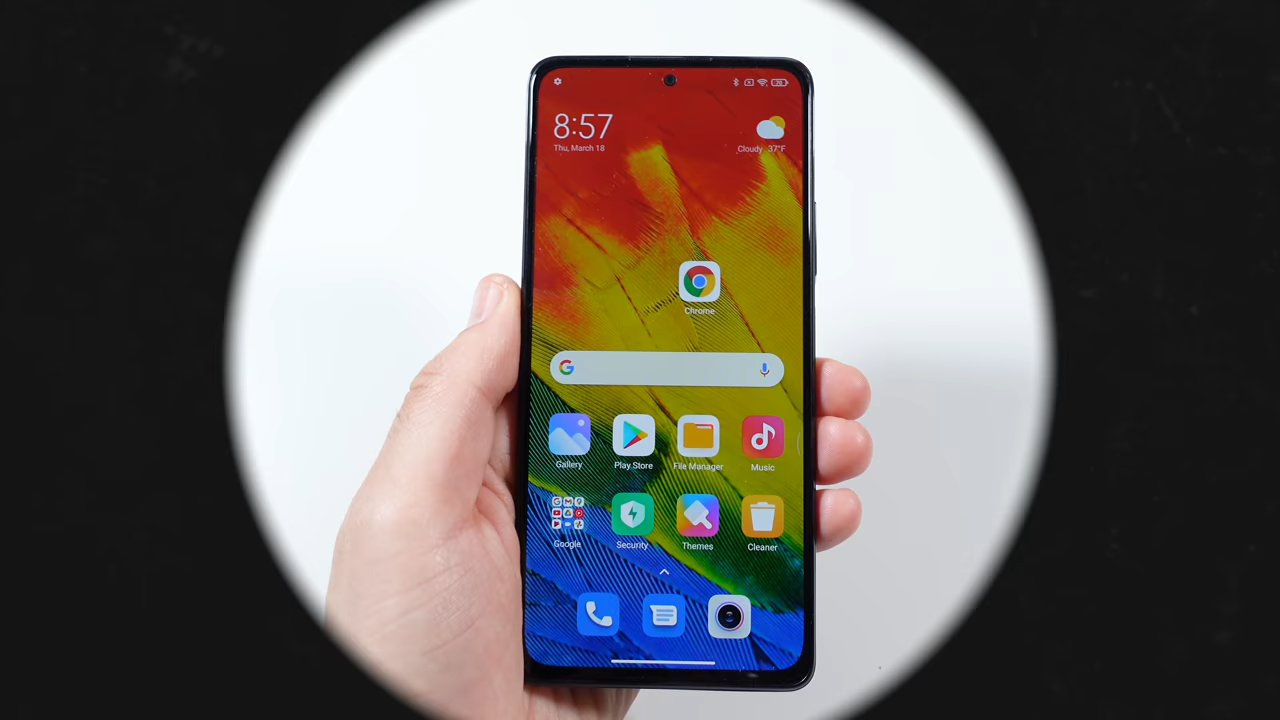 8:57
Thu, March 18
Cloudy 37°F
Chrome
Gallery
Play Store
File Manager
Music
Google
Security
Themes
Cleaner